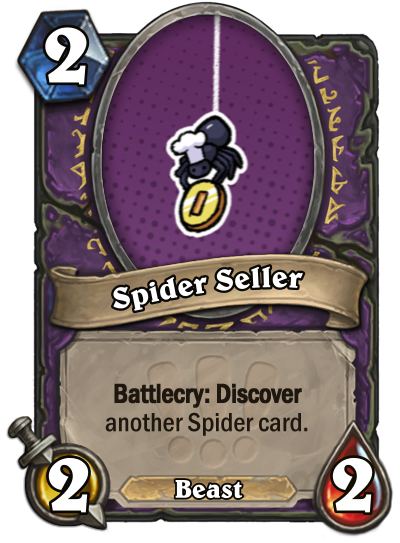 2
Spider Seller
Battlecry: Discover
another Spider card.
2
Beast
2